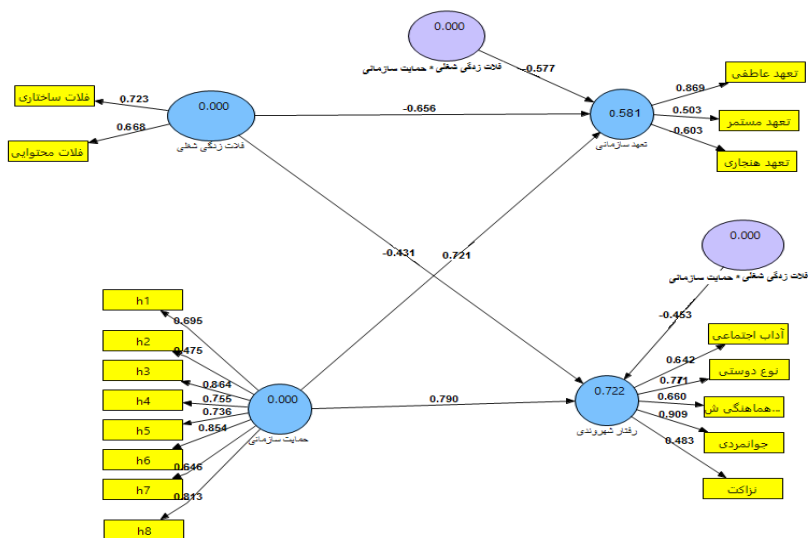 0.000
فلات زدگی شغلی * حمایت سازمانی
-0.577
تعهد عاطفی
0.869
0.503
تعهد مستمر
0.603
تعهد هنجاری
0.581
تعهد سازمانی
فلات ساختاری
0.723
0.668
فلات محتوایی
0.000
فلات زدگی شغلی
-0.656
-0.431
0.721
0.000
فلات زدگی شغلی * حمایت سازمانی
-0.453
h1
0.695
h2
0.475
h3
0.864
h4
0.755
h5
0.736
h6
0.854
h7
0.646
h8
0.813
0.000
حمایت سازمانی
0.790
0.722
رفتار شهروندی
آداب اجتماعی
0.642
نوع دوستی
0.771
...هماهنگی ش
0.660
جوانمردی
0.909
0.483
نزاکت